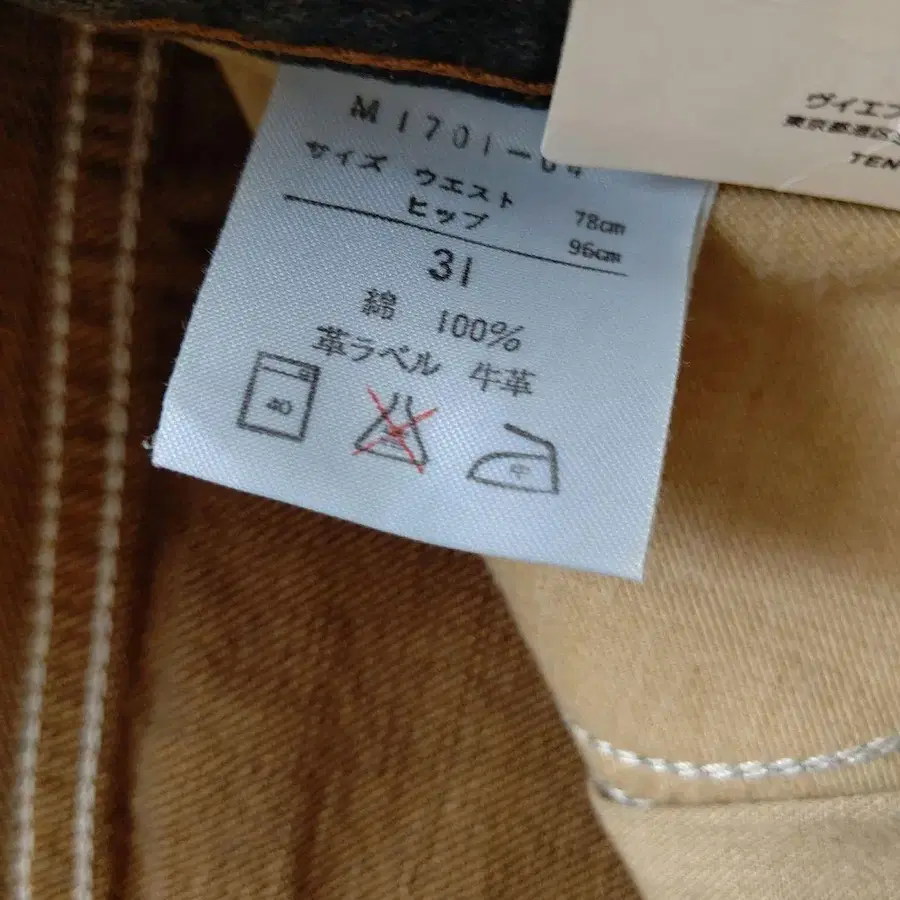 M1701-04
サイズ ウエスト 78cm
ヒップ 96cm
31
綿 100%
革ラベル 牛革
40
中
ヴイエフ
東京都港区
TEN